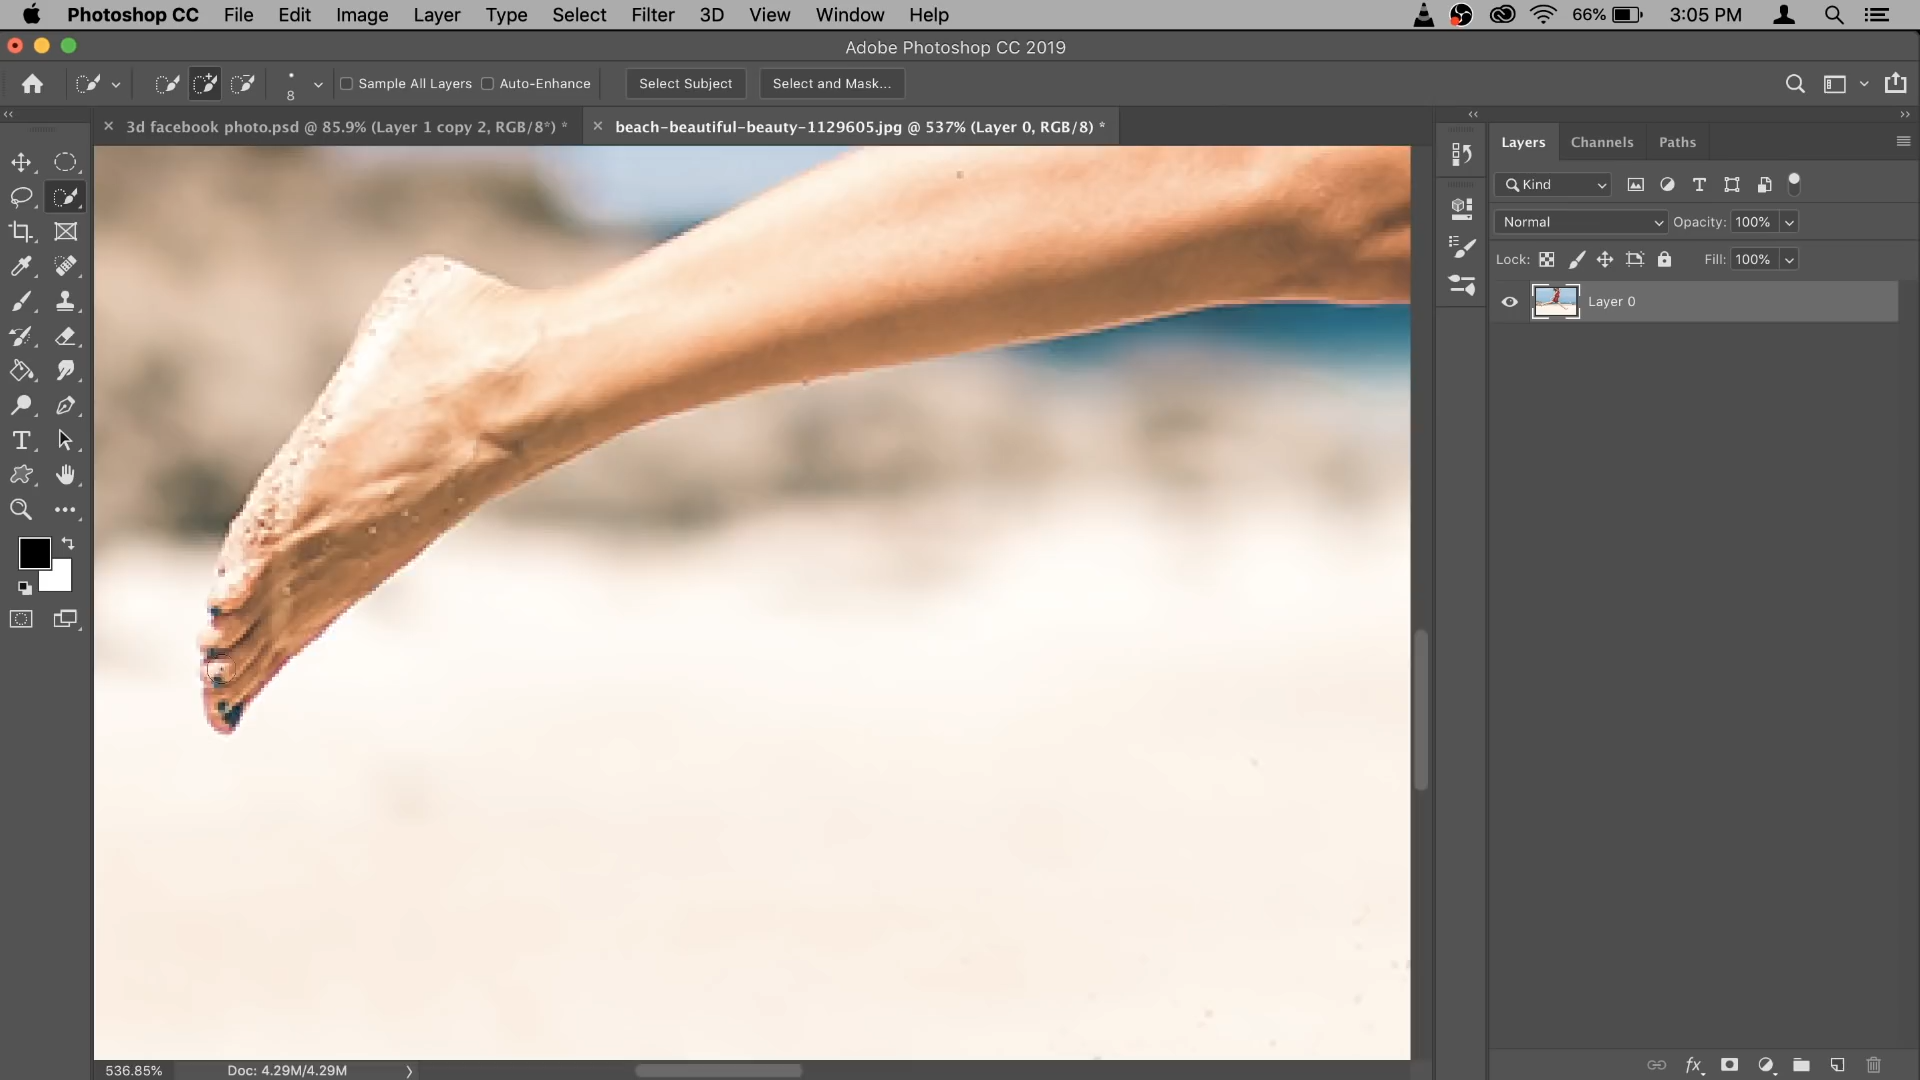 Photoshop CC File Edit Image Layer Type Select Filter 3D View Window Help 66% 3:05 PM
Adobe Photoshop CC 2019
8 Sample All Layers Auto-Enhance Select Subject Select and Mask...
3d facebook photo.psd @ 85.9% (Layer 1 copy 2, RGB/8*) * beach-beautiful-beauty-1129605.jpg @ 537% (Layer 0, RGB/8) *
Layers Channels Paths
Kind
Normal Opacity: 100%
Lock: Fill: 100%
Layer 0
536.85% Doc: 4.29M/4.29M